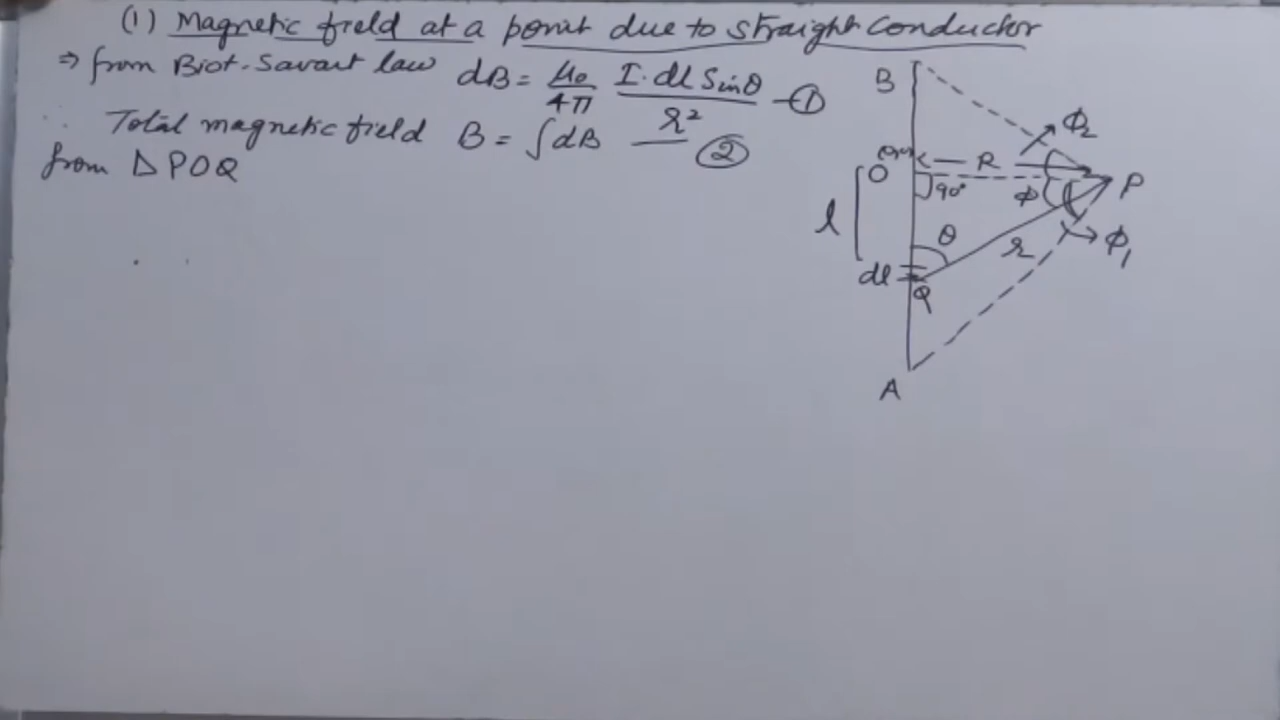 (1) Magnetic field at a point due to straight conductor
⇒ from Biot-Savart law dB = μ₀/4π I.dl Sinθ/r² —①
∴ Total magnetic field B = ∫dB —②
from Δ POQ
B
ϕ₂
R
O
90°
ϕ
P
l
θ
r
ϕ₁
dl
Q
A